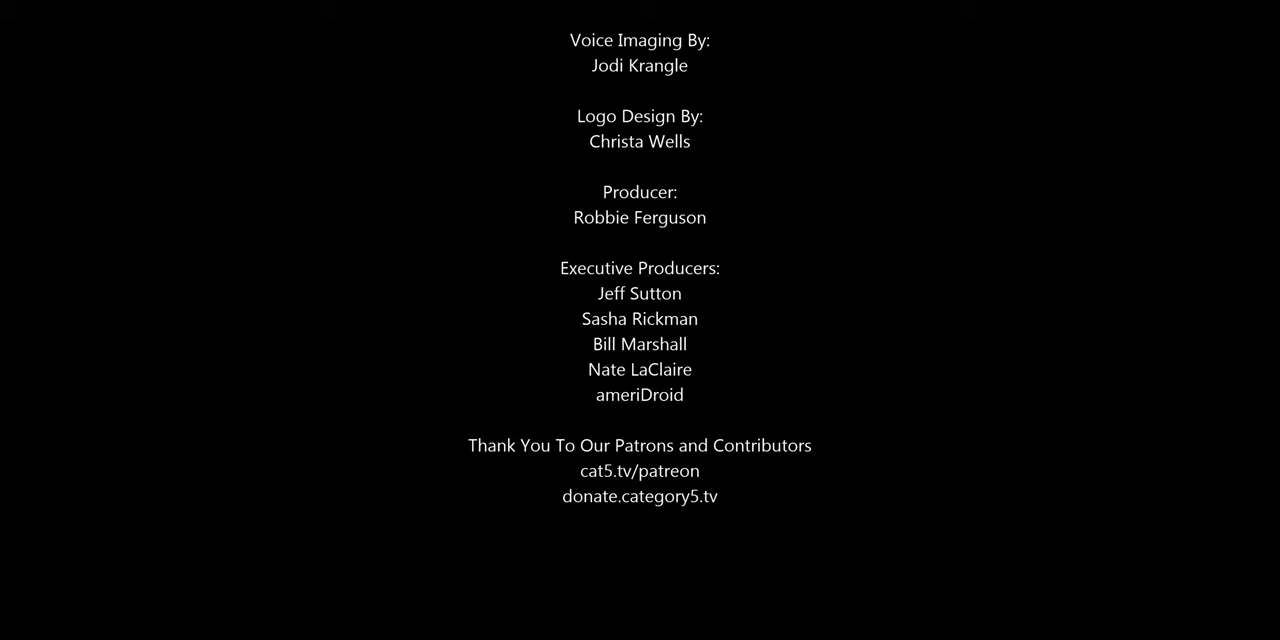 Voice Imaging By:
Jodi Krangle
Logo Design By:
Christa Wells
Producer:
Robbie Ferguson
Executive Producers:
Jeff Sutton
Sasha Rickman
Bill Marshall
Nate LaClaire
ameriDroid
Thank You To Our Patrons and Contributors
cat5.tv/patreon
donate.category5.tv